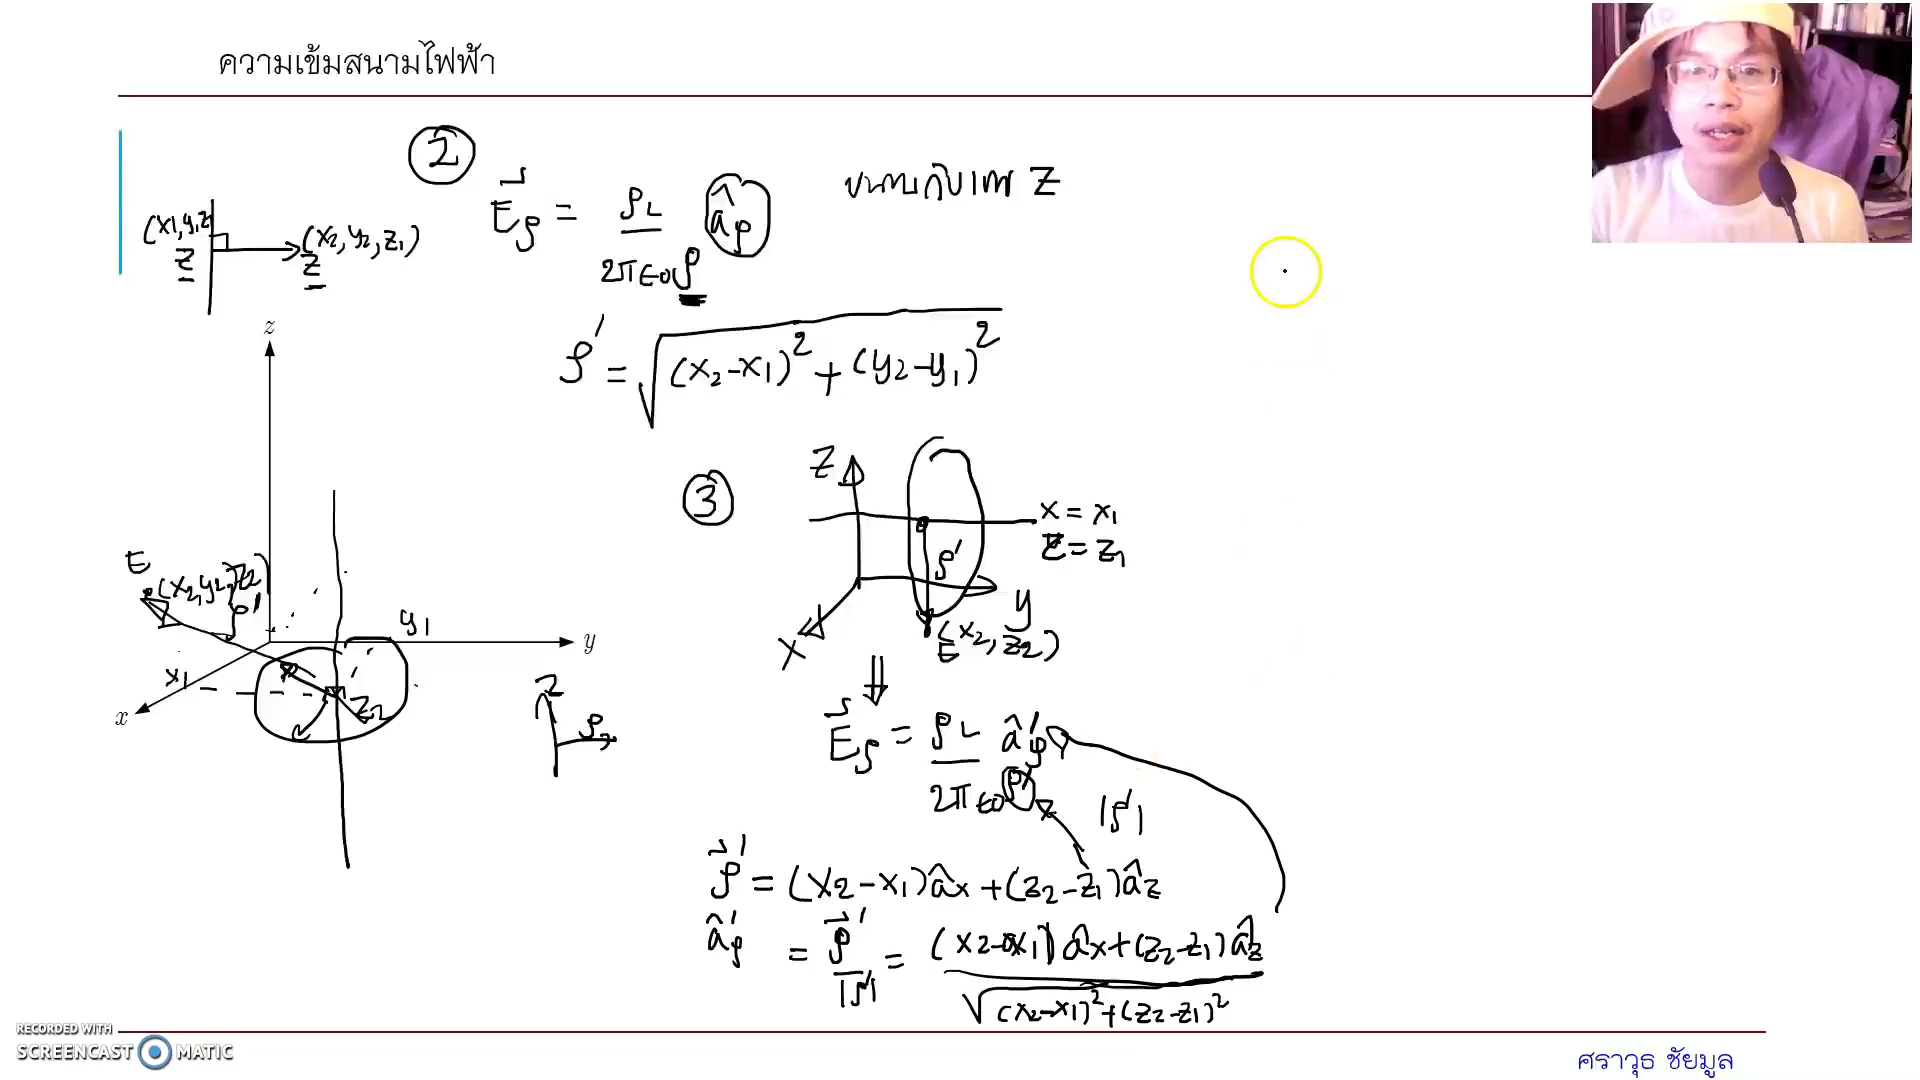 ความเข้มสนามไฟฟ้า
②
E⃗ρ = ρL / 2πε₀ρ âρ
ขนานกับแกน Z
(x1, y1, z)
z
(x2, y2, z1)
z
ρ' = √(x2-x1)² + (y2-y1)²
z
③
Z
x = x1
z = z1
ρ'
y
x
E(x2, z2)
E
(x2, y2, z2)
ρ'
y1
y
x1
x
z2
z
ρ
E⃗ρ = ρL / 2πε₀ρ' â'ρ
|ρ'|
ρ⃗' = (x2-x1)âx + (z2-z1)âz
â'ρ = ρ⃗' / |ρ'| = (x2-x1)âx + (z2-z1)âz / √(x2-x1)² + (z2-z1)²
RECORDED WITH
SCREENCAST MATIC
ศราวุธ ชัยมูล